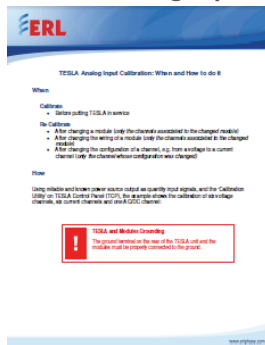 ERL
TESLA Analog Input Calibration: When and How to do it
When
Calibrate
• Before putting TESLA in service
Re-Calibrate
• After changing a module (only the channels associated to the changed module)
• After changing the wiring of a module (only the channels associated to the changed module)
• After changing the configuration of a channel, e.g. from a voltage to a current channel (only the channel whose configuration was changed)
How
Using reliable and known power source output as quantity input signals, and the 'Calibration
Utility' on TESLA Control Panel (TCP), the example shows the calibration of six voltage
channels, six current channels and one AC/DC channel:
!
TESLA and Modules Grounding
The ground terminal on the rear of the TESLA unit and the
modules must be properly connected to the ground.
www.erlphase.com